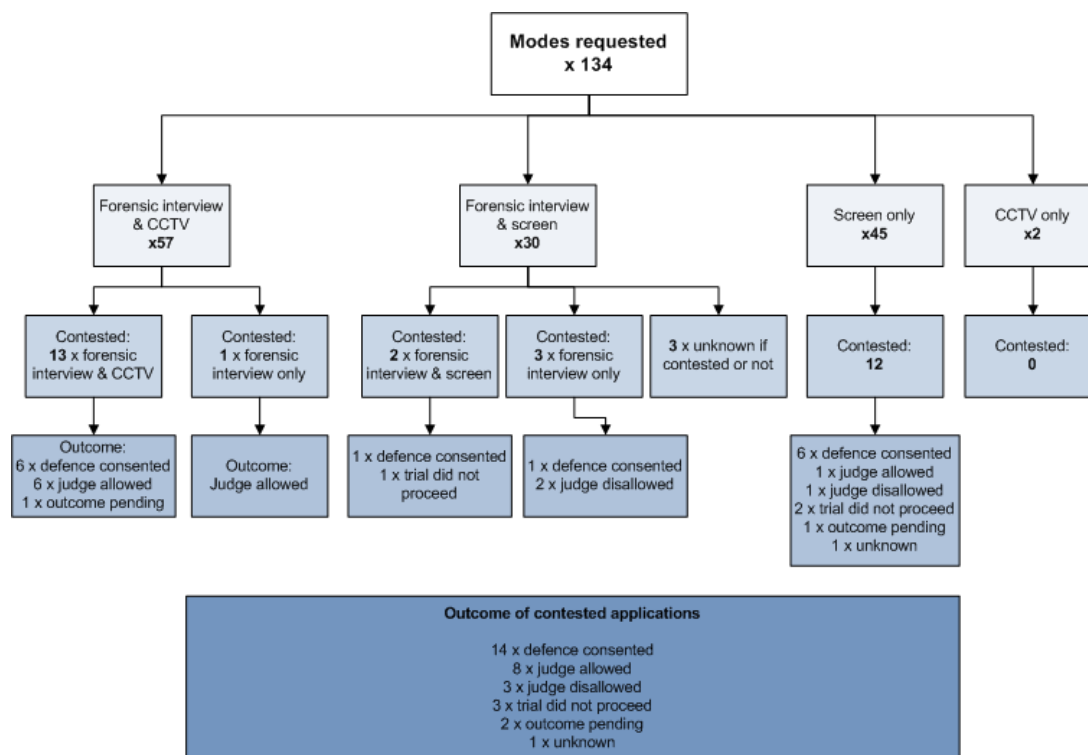 Modes requested
x 134
Forensic interview
& CCTV
x57
Forensic interview
& screen
x30
Screen only
x45
CCTV only
x2
Contested:
13 x forensic
interview & CCTV
Contested:
1 x forensic
interview only
Contested:
2 x forensic
interview & screen
Contested:
3 x forensic
interview only
3 x unknown if
contested or not
Contested:
12
Contested:
0
Outcome:
6 x defence consented
6 x judge allowed
1 x outcome pending
Outcome:
Judge allowed
1 x defence consented
1 x trial did not
proceed
1 x defence consented
2 x judge disallowed
6 x defence consented
1 x judge allowed
1 x judge disallowed
2 x trial did not proceed
1 x outcome pending
1 x unknown
Outcome of contested applications
14 x defence consented
8 x judge allowed
3 x judge disallowed
3 x trial did not proceed
2 x outcome pending
1 x unknown